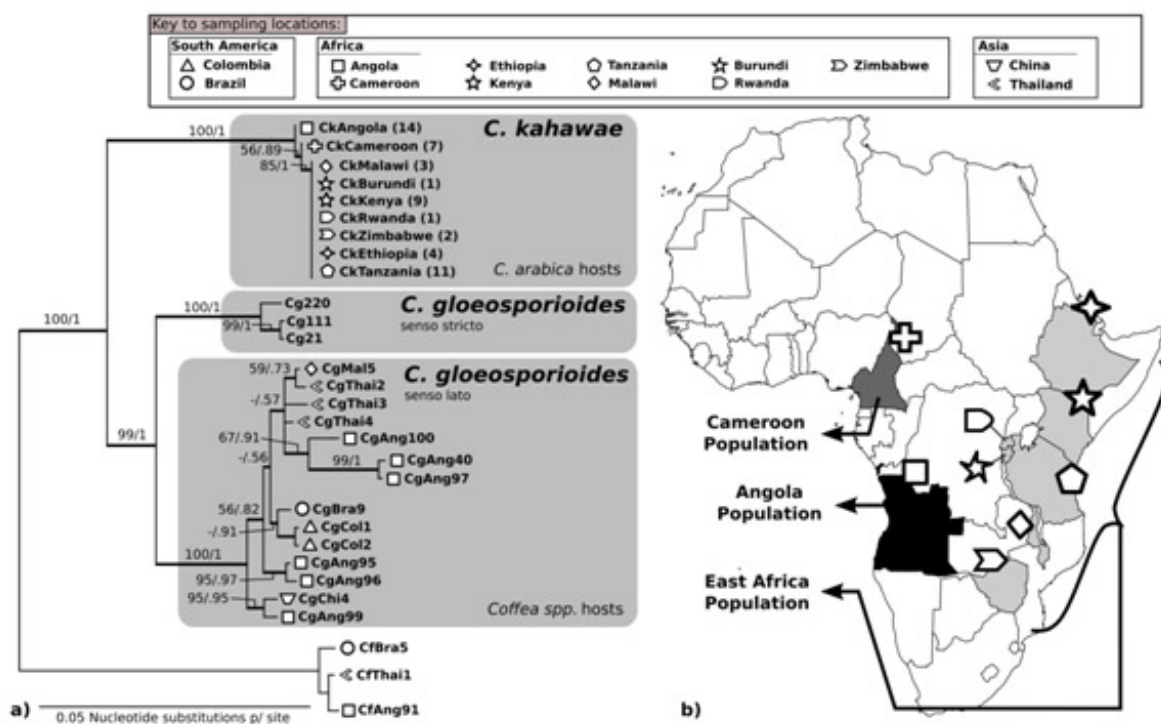 Key to sampling locations:
South America
Colombia
Brazil
Africa
Angola
Ethiopia
Tanzania
Burundi
Zimbabwe
Cameroon
Kenya
Malawi
Rwanda
Asia
China
Thailand
100/1
C. kahawae
CkAngola (14)
56/.89
CkCameroon (7)
85/1
CkMalawi (3)
CkBurundi (1)
CkKenya (9)
CkRwanda (1)
CkZimbabwe (2)
CkEthiopia (4)
CkTanzania (11)
C. arabica hosts
100/1
100/1
C. gloeosporioides
senso stricto
Cg220
99/1
Cg111
Cg21
99/1
C. gloeosporioides
senso lato
59/.73
CgMal5
CgThai2
-/.57
CgThai3
CgThai4
67/.91
CgAng100
-/.56
99/1
CgAng40
CgAng97
56/.82
CgBra9
-/.91
CgCol1
CgCol2
100/1
CgAng95
95/.97
CgAng96
95/.95
CgChi4
CgAng99
Coffea spp. hosts
CfBra5
CfThai1
CfAng91
a)
0.05 Nucleotide substitutions p/ site
Cameroon
Population
Angola
Population
East Africa
Population
b)